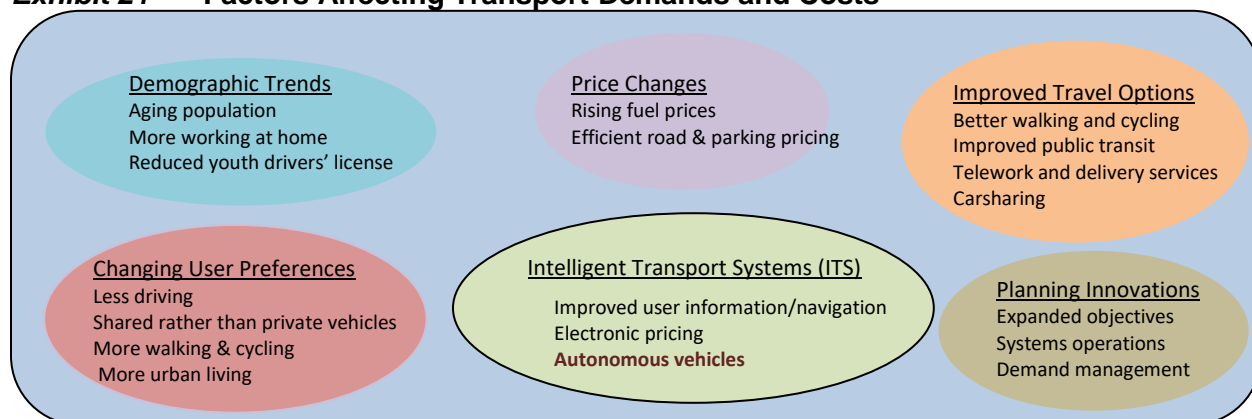 Exhibit 21 Factors Affecting Transport Demands and Costs
Demographic Trends
Aging population
More working at home
Reduced youth drivers’ license
Price Changes
Rising fuel prices
Efficient road & parking pricing
Improved Travel Options
Better walking and cycling
Improved public transit
Telework and delivery services
Carsharing
Changing User Preferences
Less driving
Shared rather than private vehicles
More walking & cycling
More urban living
Intelligent Transport Systems (ITS)
Improved user information/navigation
Electronic pricing
Autonomous vehicles
Planning Innovations
Expanded objectives
Systems operations
Demand management